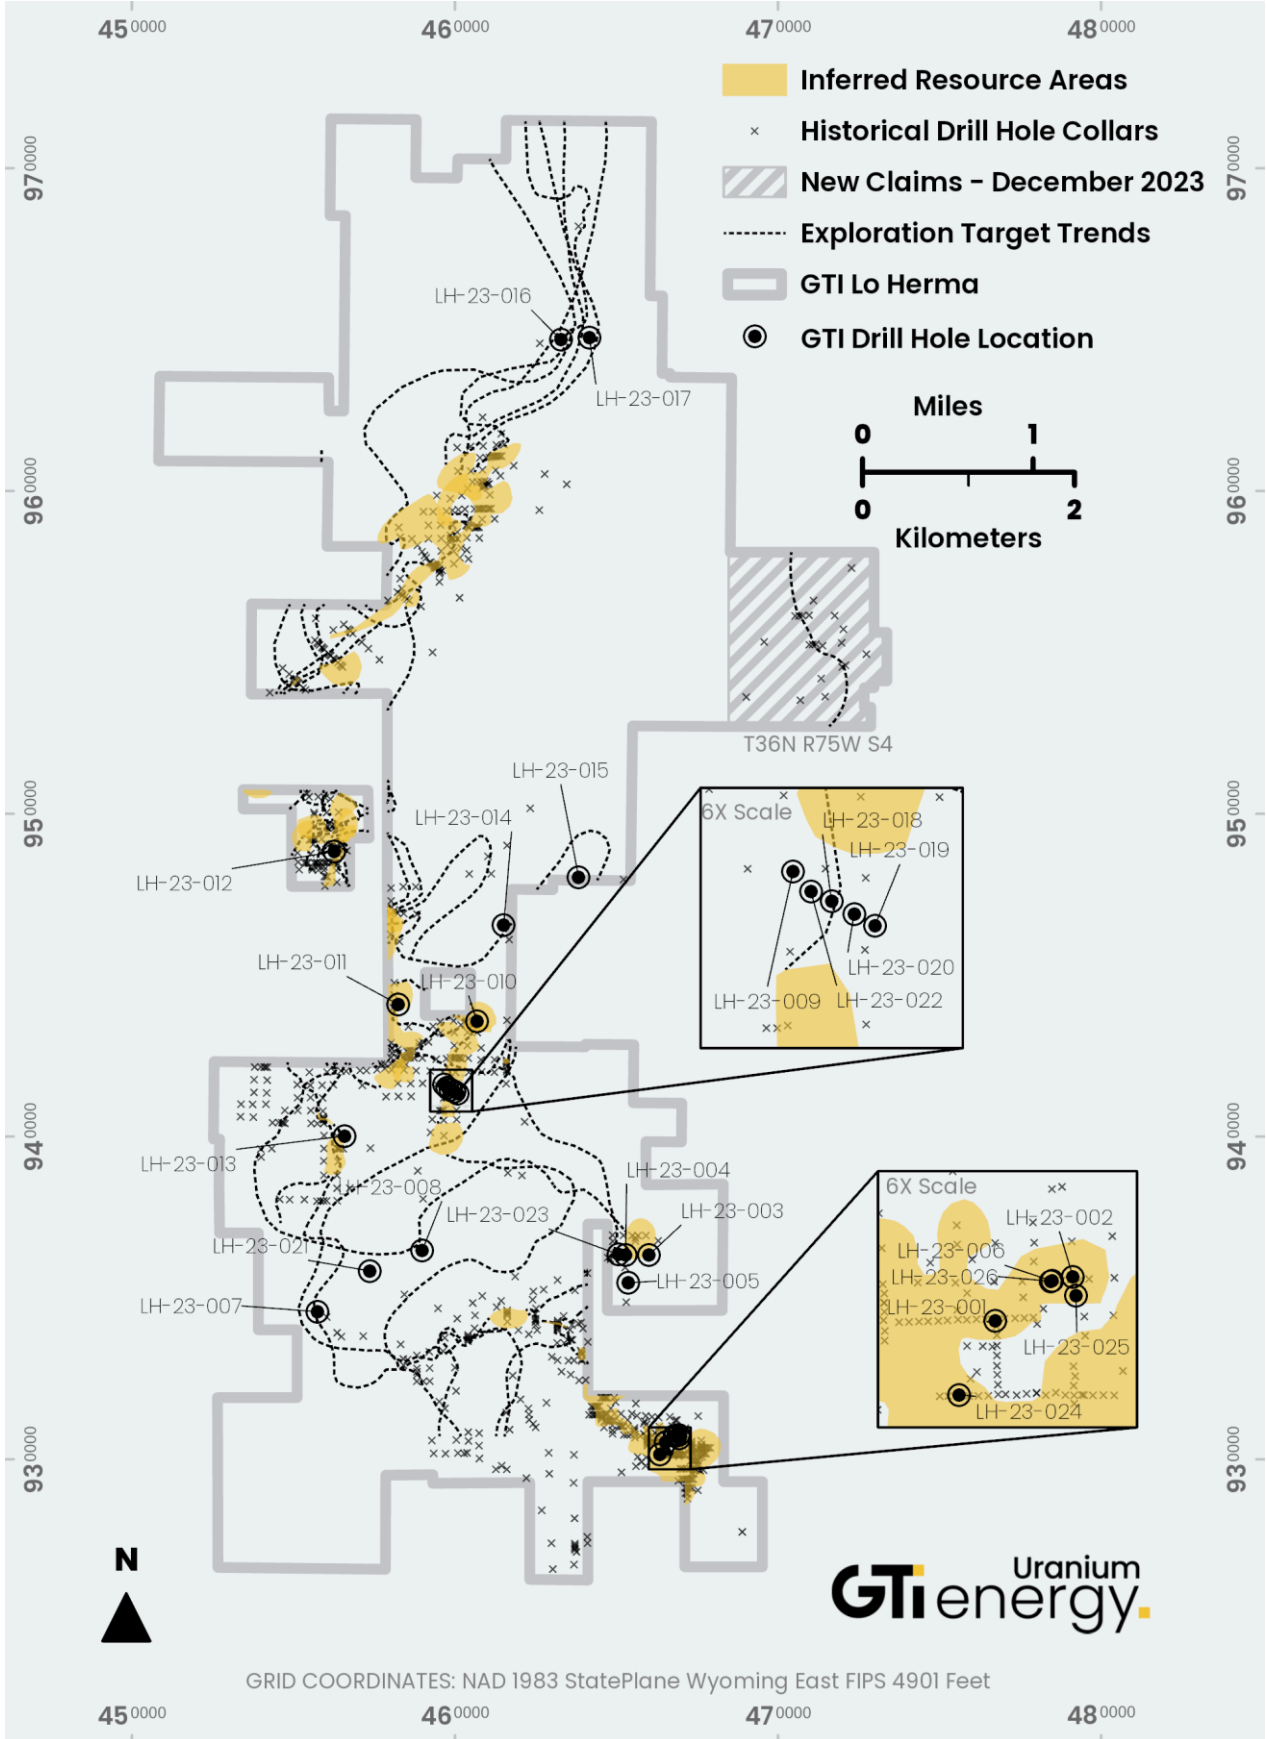 450000 460000 470000 480000
Inferred Resource Areas
Historical Drill Hole Collars
970000 970000
New Claims - December 2023
Exploration Target Trends
GTI Lo Herma
LH-23-016
GTI Drill Hole Location
LH-23-017
Miles
0 1
960000 960000
0 2
Kilometers
T36N R75W S4
LH-23-015
950000 950000
LH-23-014
6X Scale
LH-23-018
LH-23-019
LH-23-012
LH-23-011
LH-23-010
LH-23-020
LH-23-009 LH-23-022
940000 940000
LH-23-013
LH-23-004
LH-23-008
6X Scale
LH-23-023
LH-23-003
LH-23-002
LH-23-021
LH-23-006
LH-23-005
LH-23-026
LH-23-007
LH-23-001
LH-23-025
LH-23-024
930000 930000
N
Uranium
GTi energy.
GRID COORDINATES: NAD 1983 StatePlane Wyoming East FIPS 4901 Feet
450000 460000 470000 480000